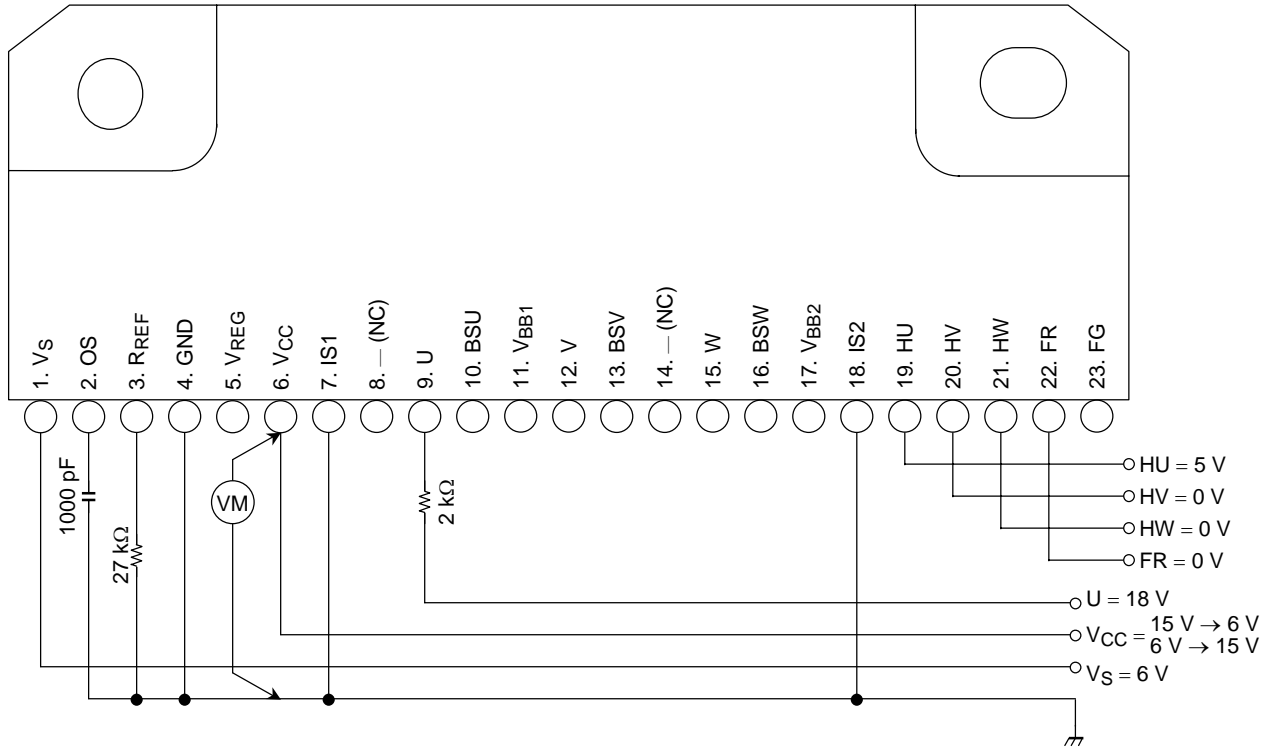 1. VS
2. OS
3. RREF
4. GND
5. VREG
6. VCC
7. IS1
8. — (NC)
9. U
10. BSU
11. VBB1
12. V
13. BSV
14. — (NC)
15. W
16. BSW
17. VBB2
18. IS2
19. HU
20. HV
21. HW
22. FR
23. FG
1000 pF
27 kΩ
VM
2 kΩ
HU = 5 V
HV = 0 V
HW = 0 V
FR = 0 V
U = 18 V
VCC = 15 V → 6 V
6 V → 15 V
VS = 6 V